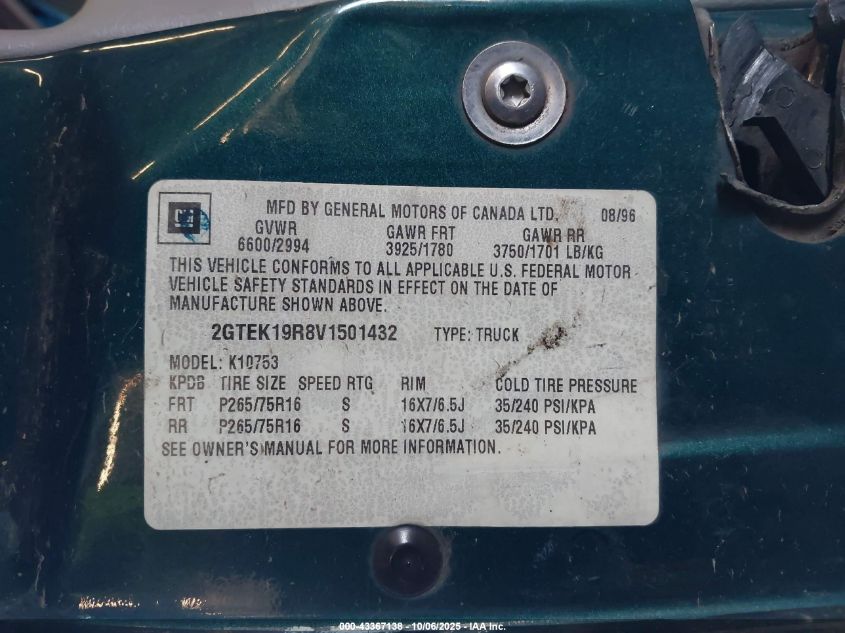 GM
MFD BY GENERAL MOTORS OF CANADA LTD. 08/96
GVWR GAWR FRT GAWR RR
6600/2994 3925/1780 3750/1701 LB/KG
THIS VEHICLE CONFORMS TO ALL APPLICABLE U.S. FEDERAL MOTOR
VEHICLE SAFETY STANDARDS IN EFFECT ON THE DATE OF
MANUFACTURE SHOWN ABOVE.
2GTEK19R8V1501432 TYPE: TRUCK
MODEL: K10753
KPDB TIRE SIZE SPEED RTG RIM COLD TIRE PRESSURE
FRT P265/75R16 S 16X7/6.5J 35/240 PSI/KPA
RR P265/75R16 S 16X7/6.5J 35/240 PSI/KPA
SEE OWNER'S MANUAL FOR MORE INFORMATION.
000-43367138 - 10/06/2025 - IAA Inc.